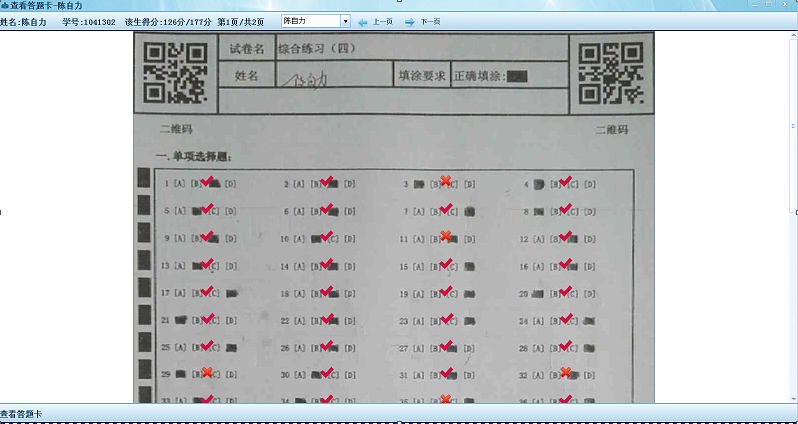 查看答题卡-陈自力
姓名:陈自力 学号:1041302 该生得分:126分/177分 第1页/共2页 陈自力 上一页 下一页
试卷名 综合练习（四）
姓名 陈自力 填涂要求 正确填涂:
二维码 二维码
一.单项选择题:
1 [A] [B] [D] 2 [A] [B] [D] 3 [B] [C] [D] 4 [B] [C] [D]
5 [A] [C] [D] 6 [A] [B] [D] 7 [A] [B] [C] 8 [B] [C] [D]
9 [A] [B] [D] 10 [A] [C] [D] 11 [A] [B] [D] 12 [A] [B] [D]
13 [A] [C] [D] 14 [A] [B] [D] 15 [A] [B] [C] 16 [A] [B] [D]
17 [A] [B] [C] 18 [A] [B] [D] 19 [A] [B] [C] 20 [B] [C] [D]
21 [B] [C] [D] 22 [A] [B] [D] 23 [A] [B] [C] 24 [A] [B] [C]
25 [A] [B] [C] 26 [A] [B] [D] 27 [A] [B] [D] 28 [A] [B] [C]
29 [B] [C] [D] 30 [A] [C] [D] 31 [A] [B] [D] 32 [A] [B] [D]
查看答题卡